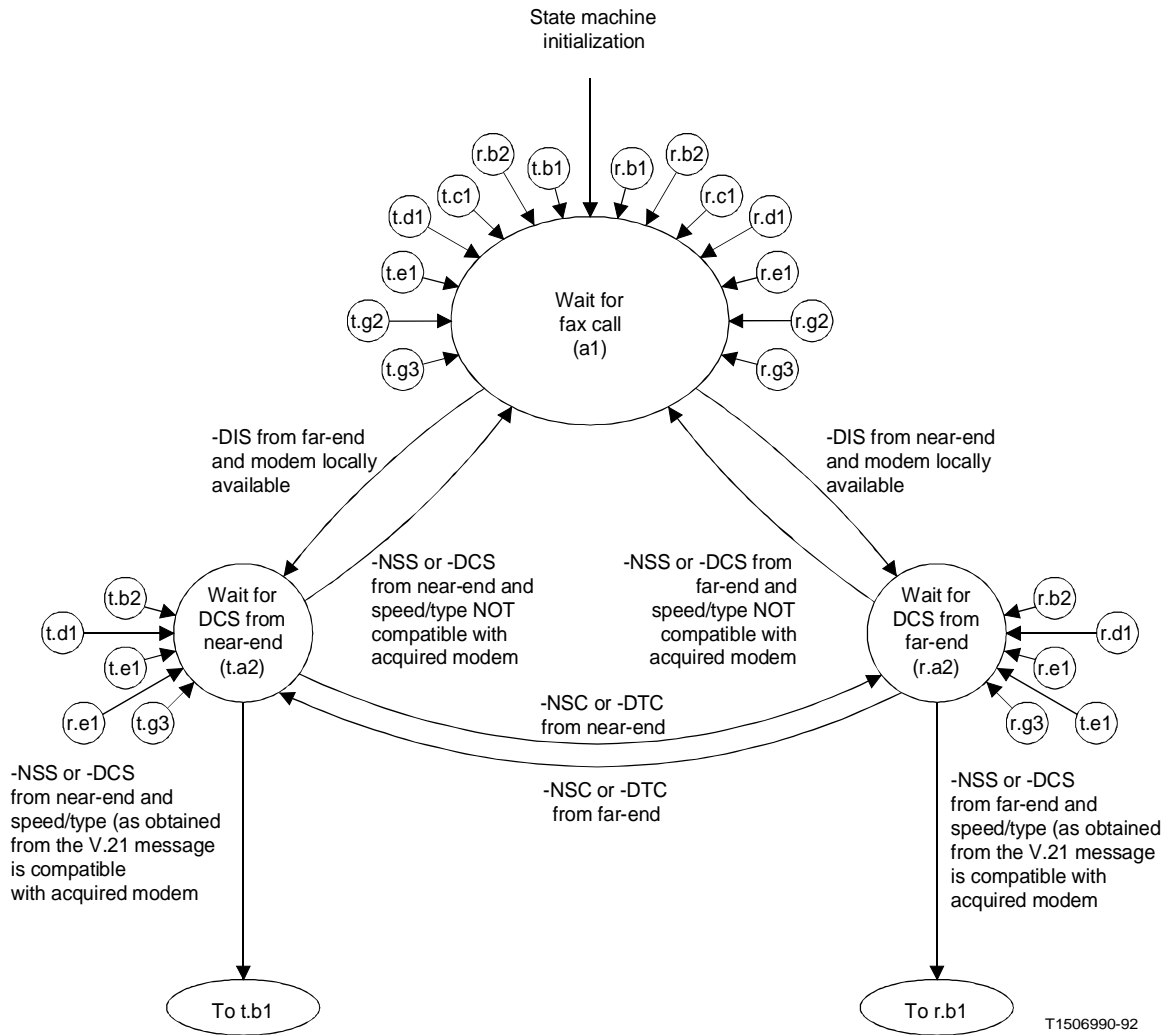 State machine
initialization
r.b2
t.b1
r.b1
r.b2
t.c1
r.c1
t.d1
r.d1
t.e1
r.e1
t.g2
r.g2
t.g3
r.g3
Wait for
fax call
(a1)
-DIS from far-end
and modem locally
available
-DIS from near-end
and modem locally
available
-NSS or -DCS
from near-end and
speed/type NOT
compatible with
acquired modem
-NSS or -DCS from
far-end and
speed/type NOT
compatible with
acquired modem
t.b2
t.d1
t.e1
r.e1
t.g3
Wait for
DCS from
near-end
(t.a2)
Wait for
DCS from
far-end
(r.a2)
r.b2
r.d1
r.e1
r.g3
t.e1
-NSC or -DTC
from near-end
-NSC or -DTC
from far-end
-NSS or -DCS
from near-end and
speed/type (as obtained
from the V.21 message
is compatible
with acquired modem
-NSS or -DCS
from far-end and
speed/type (as obtained
from the V.21 message
is compatible with
acquired modem
To t.b1
To r.b1
T1506990-92